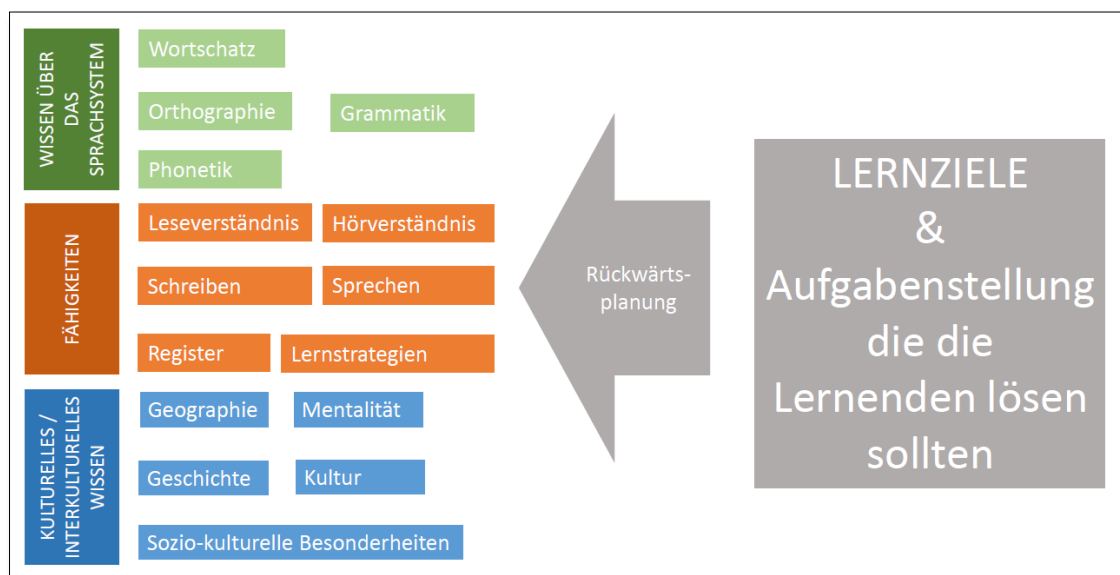 WISSEN ÜBER
DAS
SPRACHSYSTEM
Wortschatz
Orthographie
Grammatik
Phonetik
FÄHIGKEITEN
Leseverständnis
Hörverständnis
Schreiben
Sprechen
Register
Lernstrategien
KULTURELLES /
INTERKULTURELLES
WISSEN
Geographie
Mentalität
Geschichte
Kultur
Sozio-kulturelle Besonderheiten
Rückwärts-
planung
LERNZIELE
&
Aufgabenstellung
die die
Lernenden lösen
sollten